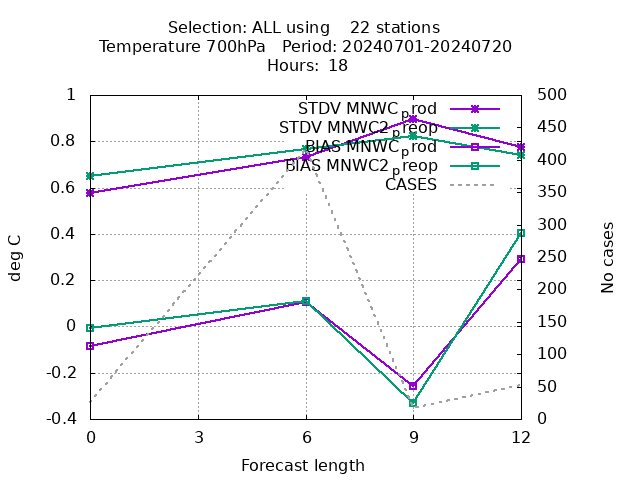 Selection: ALL using 22 stations
Temperature 700hPa Period: 20240701-20240720
Hours: 18
STDV MNWC_prod
STDV MNWC2_preop
BIAS MNWC_prod
BIAS MNWC2_preop
CASES
1
0.8
0.6
0.4
0.2
0
-0.2
-0.4
deg C
500
450
400
350
300
250
200
150
100
50
0
No cases
0 3 6 9 12
Forecast length